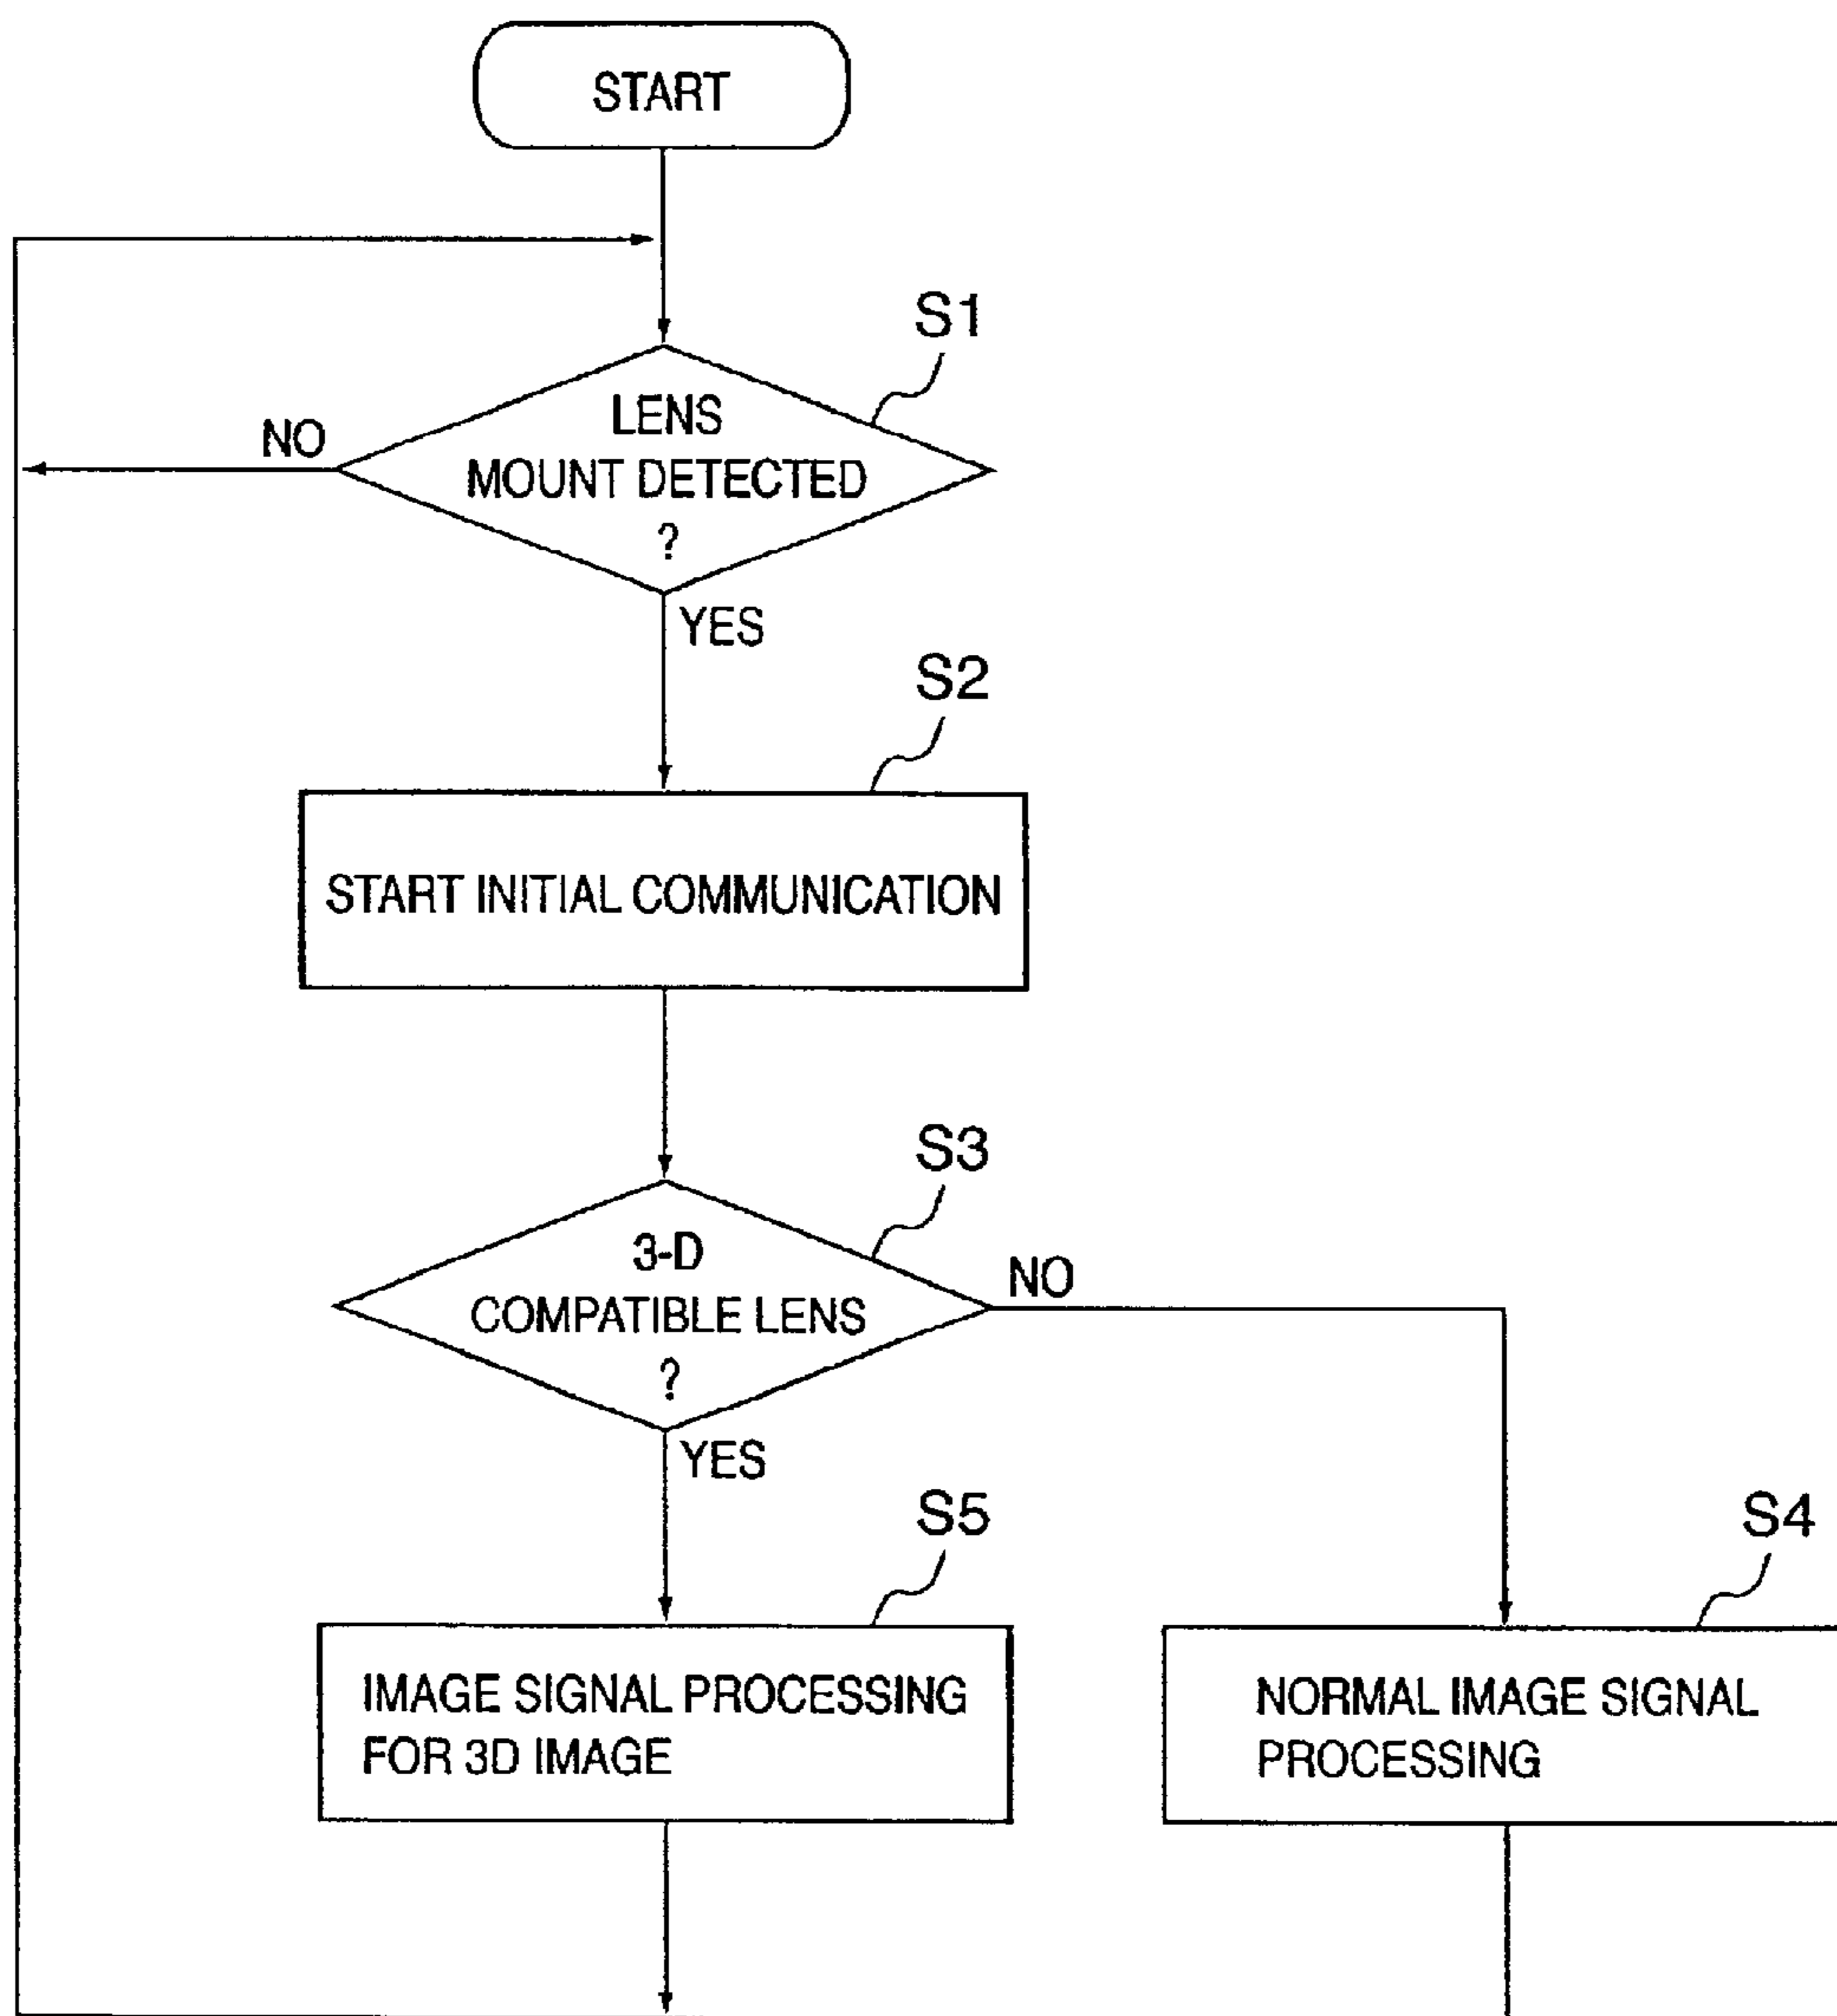 START
S1
LENS
MOUNT DETECTED
?
NO
YES
S2
START INITIAL COMMUNICATION
S3
3-D
COMPATIBLE LENS
?
NO
YES
S5
S4
IMAGE SIGNAL PROCESSING
FOR 3D IMAGE
NORMAL IMAGE SIGNAL
PROCESSING